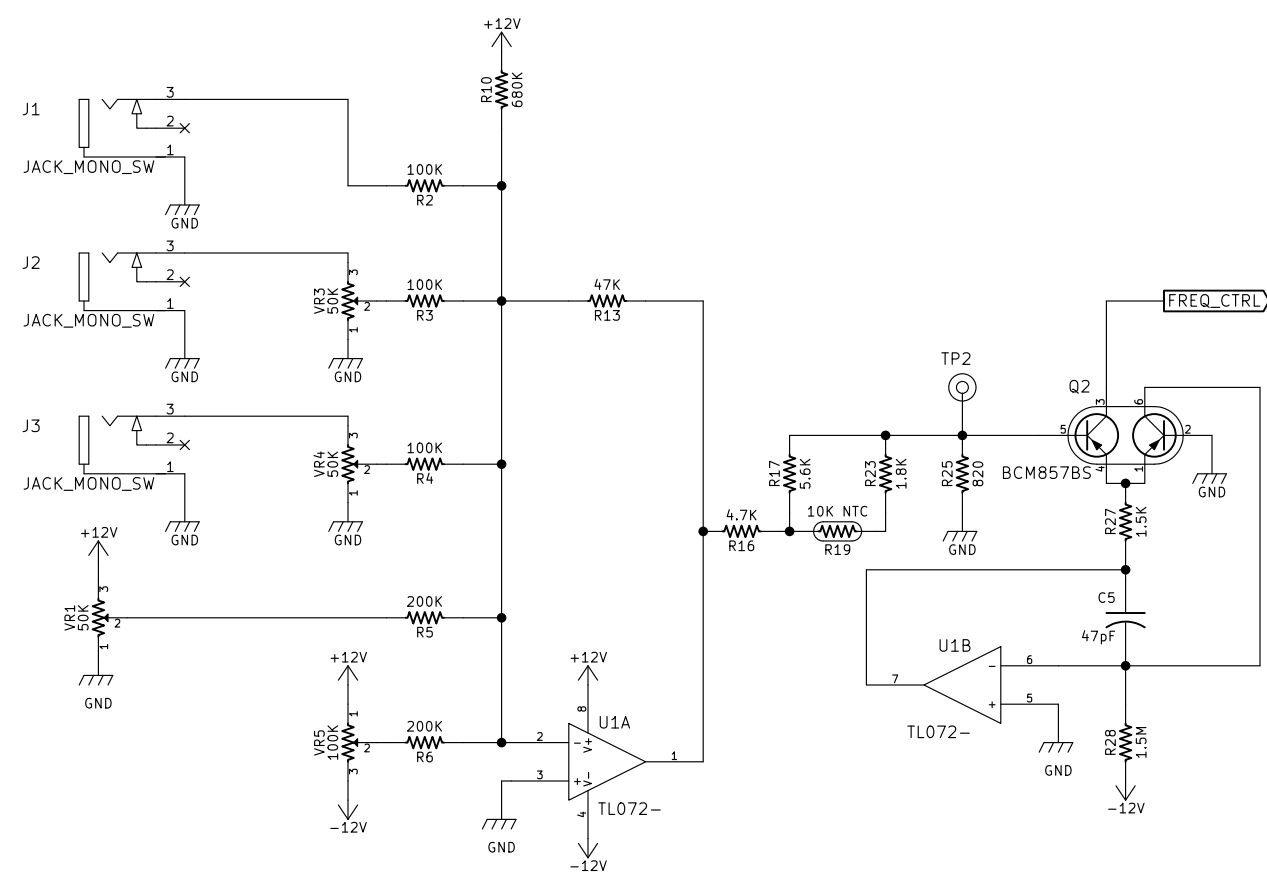 +12V
R10
680K
J1
3
2
1
JACK_MONO_SW
GND
100K
R2
J2
3
2
1
JACK_MONO_SW
GND
VR3
50K
3
2
1
GND
100K
R3
47K
R13
FREQ_CTRL
J3
3
2
1
JACK_MONO_SW
GND
VR4
50K
3
2
1
GND
100K
R4
TP2
Q2
3
6
5
2
4
1
BCM857BS
GND
R17
5.6K
R23
1.8K
R25
820
GND
4.7K
R16
10K NTC
R19
R27
1.5K
+12V
VR1
50K
3
2
1
GND
200K
R5
C5
47pF
+12V
VR5
100K
1
2
3
-12V
200K
R6
+12V
8
U1A
2
-
V+
3
+
V-
1
4
TL072-
GND
-12V
U1B
7
-
6
+
5
TL072-
GND
R28
1.5M
-12V